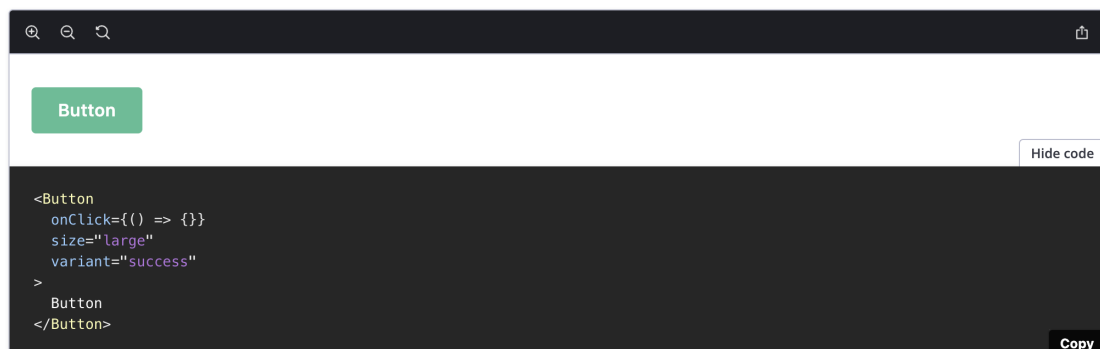 Button
Hide code
<Button
  onClick={() => {}}
  size="large"
  variant="success"
>
  Button
</Button>
Copy